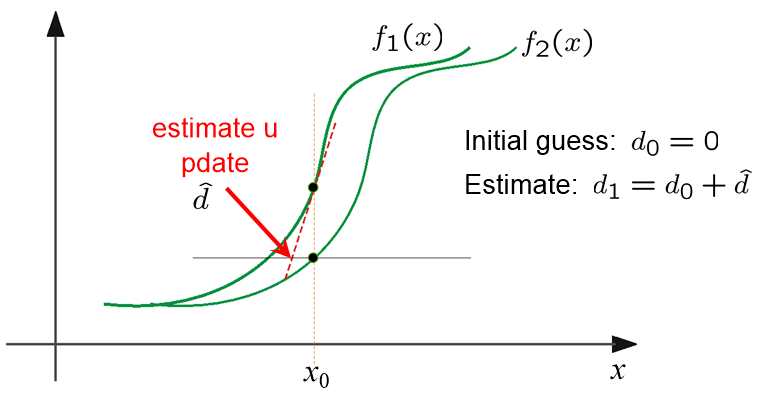 f₁(x)
f₂(x)
estimate u
pdate
d̂
Initial guess: d₀ = 0
Estimate: d₁ = d₀ + d̂
x₀
x